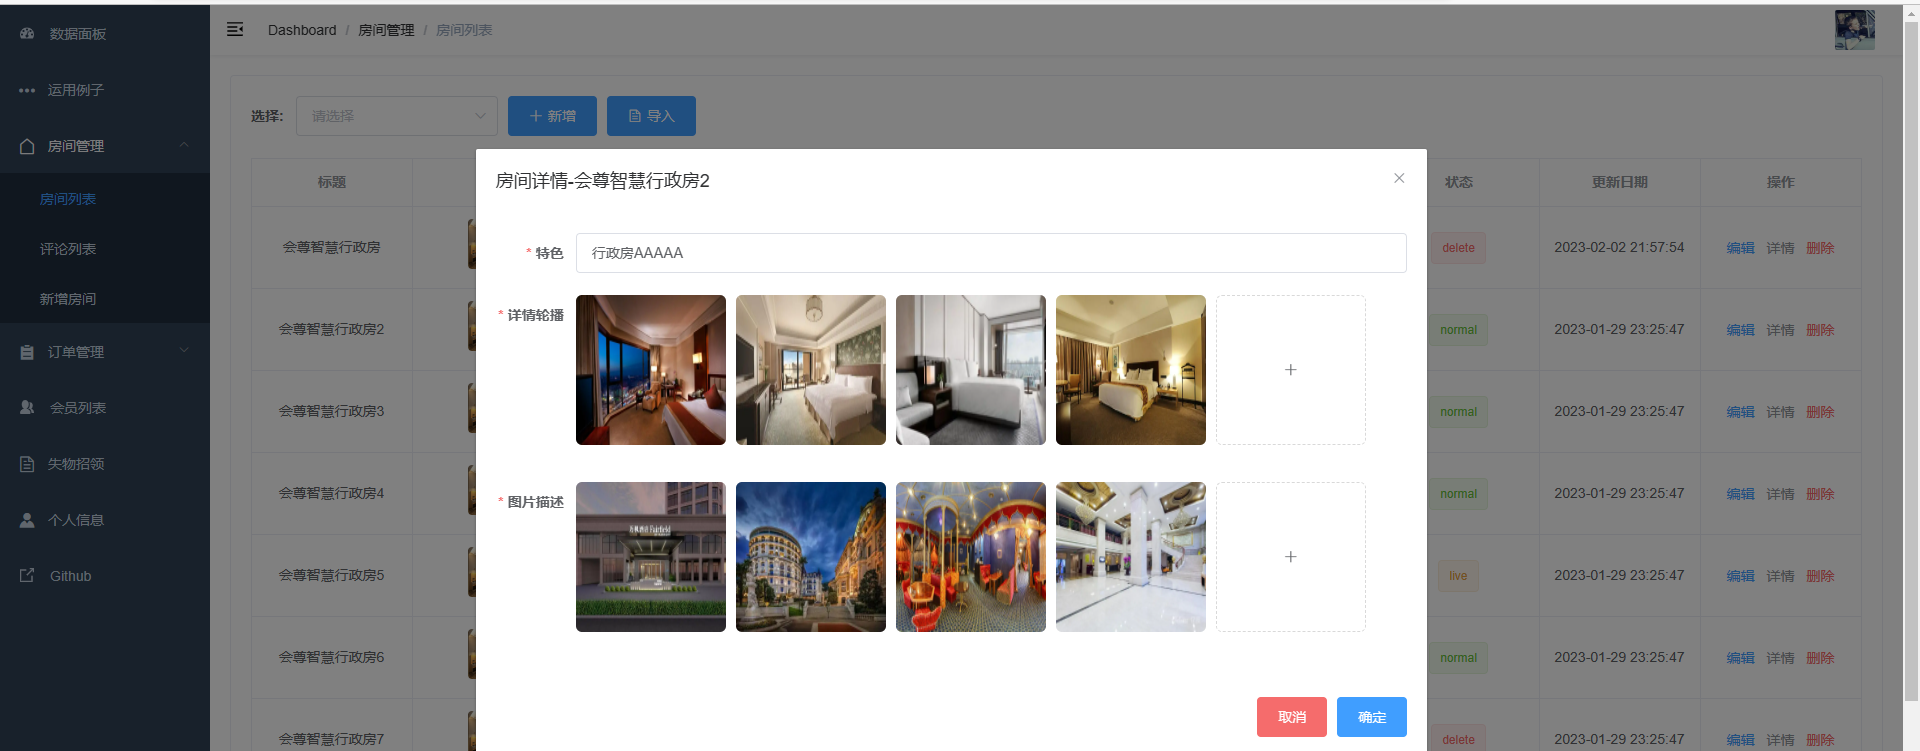 数据面板
运用例子
房间管理
房间列表
评论列表
新增房间
订单管理
会员列表
失物招领
个人信息
Github
Dashboard / 房间管理 / 房间列表
选择: 请选择 新增 导入
标题 状态 更新日期 操作
会尊智慧行政房 delete 2023-02-02 21:57:54 编辑 详情 删除
会尊智慧行政房2 normal 2023-01-29 23:25:47 编辑 详情 删除
会尊智慧行政房3 normal 2023-01-29 23:25:47 编辑 详情 删除
会尊智慧行政房4 normal 2023-01-29 23:25:47 编辑 详情 删除
会尊智慧行政房5 live 2023-01-29 23:25:47 编辑 详情 删除
会尊智慧行政房6 normal 2023-01-29 23:25:47 编辑 详情 删除
会尊智慧行政房7 delete 2023-01-29 23:25:47 编辑 详情 删除
房间详情-会尊智慧行政房2
* 特色 行政房AAAAA
* 详情轮播
* 图片描述
Fairfield
取消 确定